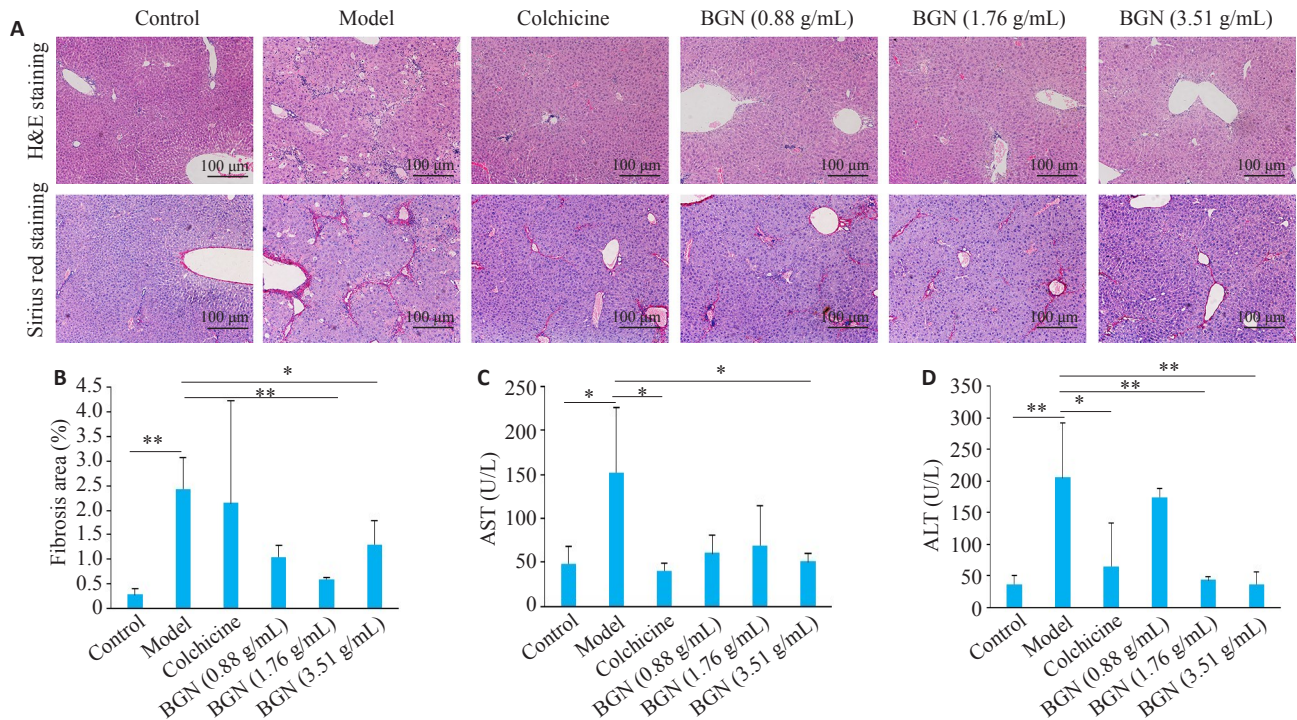 Control Model Colchicine BGN (0.88 g/mL) BGN (1.76 g/mL) BGN (3.51 g/mL)
A
H&E staining
100 μm 100 μm 100 μm 100 μm 100 μm 100 μm
Sirius red staining
100 μm 100 μm 100 μm 100 μm 100 μm 100 μm
B
Fibrosis area (%)
4.5
4.0
3.5
3.0
2.5
2.0
1.5
1.0
0.5
0
*
**
**
Control
Model
Colchicine
BGN (0.88 g/mL)
BGN (1.76 g/mL)
BGN (3.51 g/mL)
C
AST (U/L)
250
200
150
100
50
0
*
*
*
Control
Model
Colchicine
BGN (0.88 g/mL)
BGN (1.76 g/mL)
BGN (3.51 g/mL)
D
ALT (U/L)
350
300
250
200
150
100
50
0
**
**
*
**
Control
Model
Colchicine
BGN (0.88 g/mL)
BGN (1.76 g/mL)
BGN (3.51 g/mL)